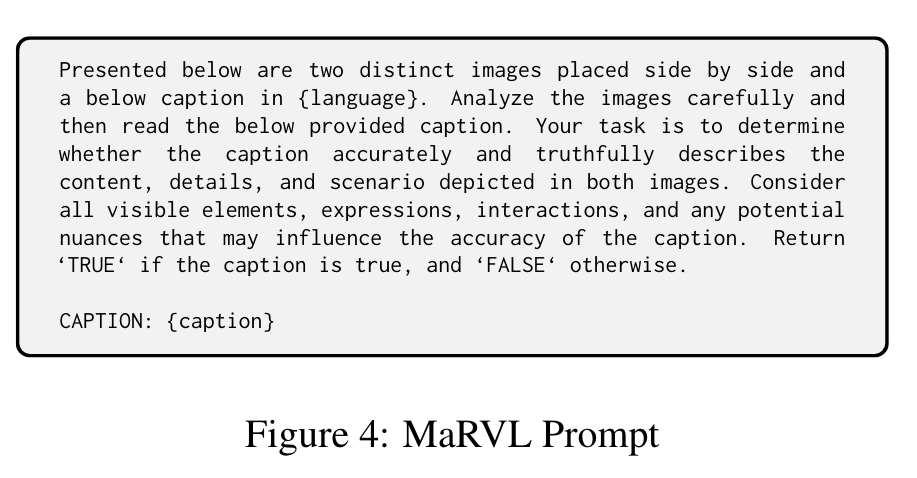 Presented below are two distinct images placed side by side and
a below caption in {language}. Analyze the images carefully and
then read the below provided caption. Your task is to determine
whether the caption accurately and truthfully describes the
content, details, and scenario depicted in both images. Consider
all visible elements, expressions, interactions, and any potential
nuances that may influence the accuracy of the caption. Return
‘TRUE‘ if the caption is true, and ‘FALSE‘ otherwise.
CAPTION: {caption}
Figure 4: MaRVL Prompt